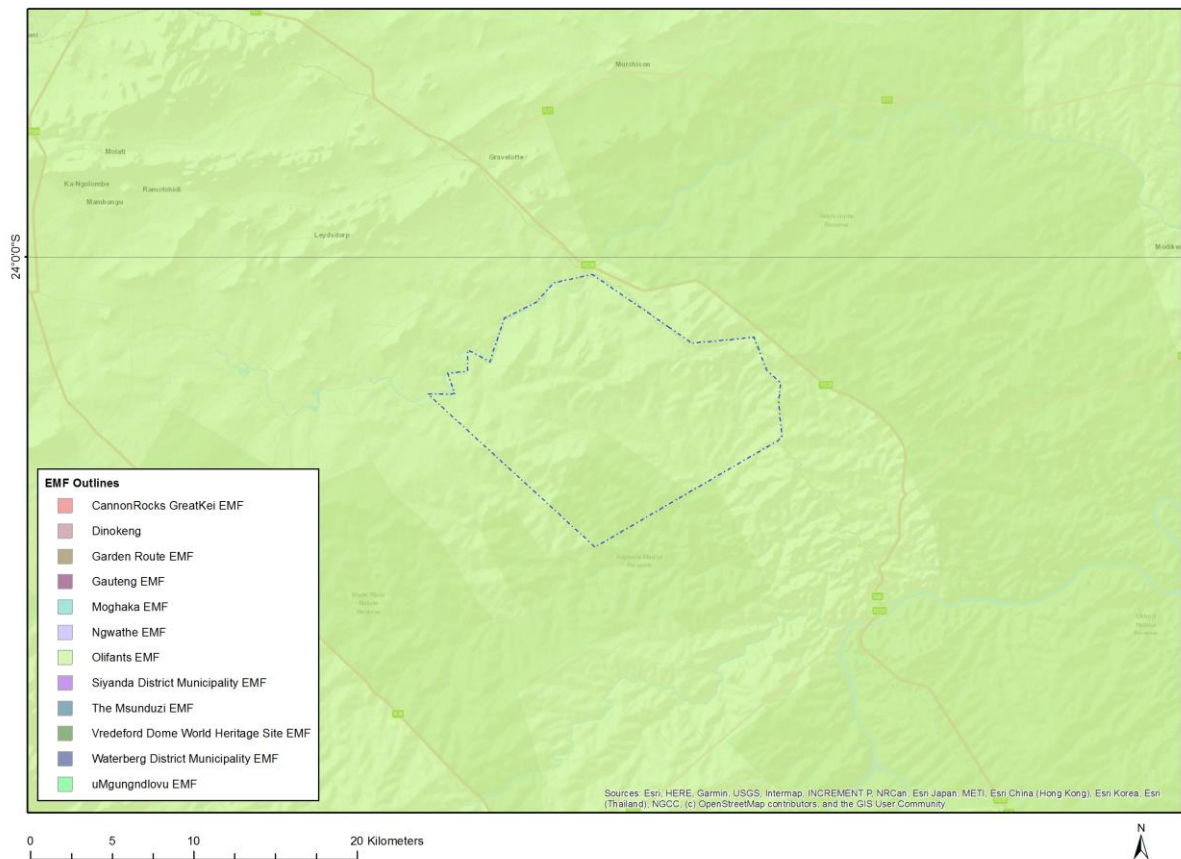 Murchison
Gravelotte
Molati
Ka-Ngolombe
Ramotshidi
Mambungu
Leydsdorp
24°0'0"S
Nature
Reserve
EMF Outlines
CannonRocks GreatKei EMF
Dinokeng
Garden Route EMF
Gauteng EMF
Moghaka EMF
Ngwathe EMF
Olifants EMF
Siyanda District Municipality EMF
The Msunduzi EMF
Vredeford Dome World Heritage Site EMF
Waterberg District Municipality EMF
uMgungndlovu EMF
Sources: Esri, HERE, Garmin, USGS, Intermap, INCREMENT P, NRCan, Esri Japan, METI, Esri China (Hong Kong), Esri Korea, Esri
(Thailand), NGCC, (c) OpenStreetMap contributors, and the GIS User Community
0 5 10 20 Kilometers
N